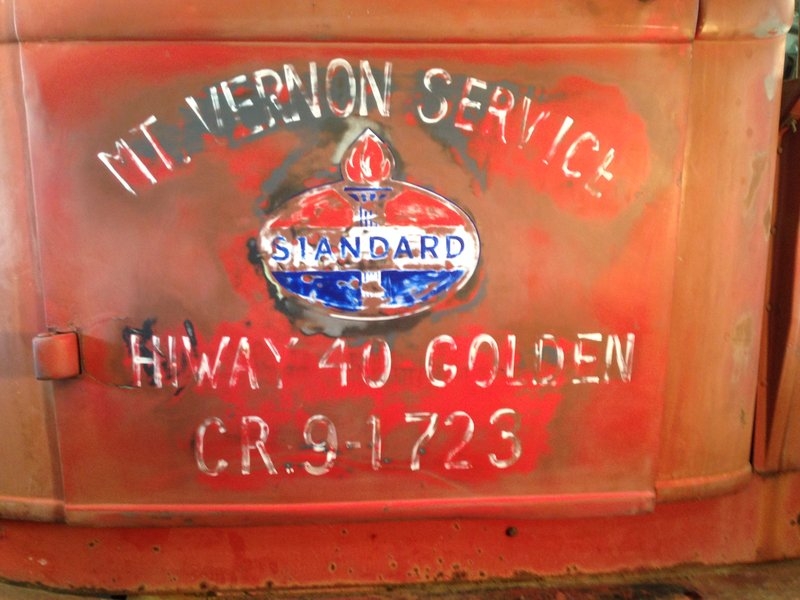 MT. VERNON SERVICE
STANDARD
HIWAY 40 GOLDEN
CR. 9-1723